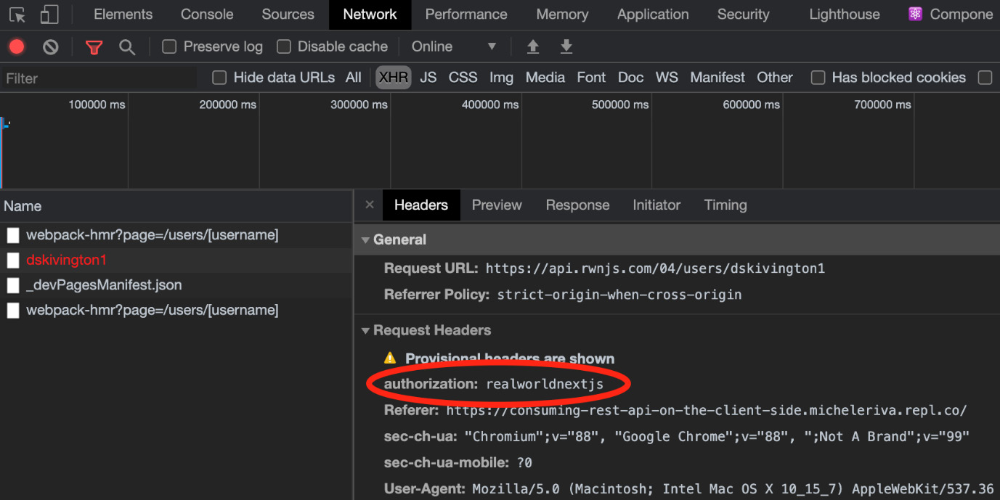 Elements Console Sources Network Performance Memory Application Security Lighthouse Compone
Preserve log Disable cache Online
Filter Hide data URLs All XHR JS CSS Img Media Font Doc WS Manifest Other Has blocked cookies
100000 ms 200000 ms 300000 ms 400000 ms 500000 ms 600000 ms 700000 ms
Name
webpack-hmr?page=/users/[username]
dskivington1
_devPagesManifest.json
webpack-hmr?page=/users/[username]
Headers Preview Response Initiator Timing
General
Request URL: https://api.rwnjs.com/04/users/dskivington1
Referrer Policy: strict-origin-when-cross-origin
Request Headers
Provisional headers are shown
authorization: realworldnextjs
Referer: https://consuming-rest-api-on-the-client-side.micheleriva.repl.co/
sec-ch-ua: "Chromium";v="88", "Google Chrome";v="88", ";Not A Brand";v="99"
sec-ch-ua-mobile: ?0
User-Agent: Mozilla/5.0 (Macintosh; Intel Mac OS X 10_15_7) AppleWebKit/537.36